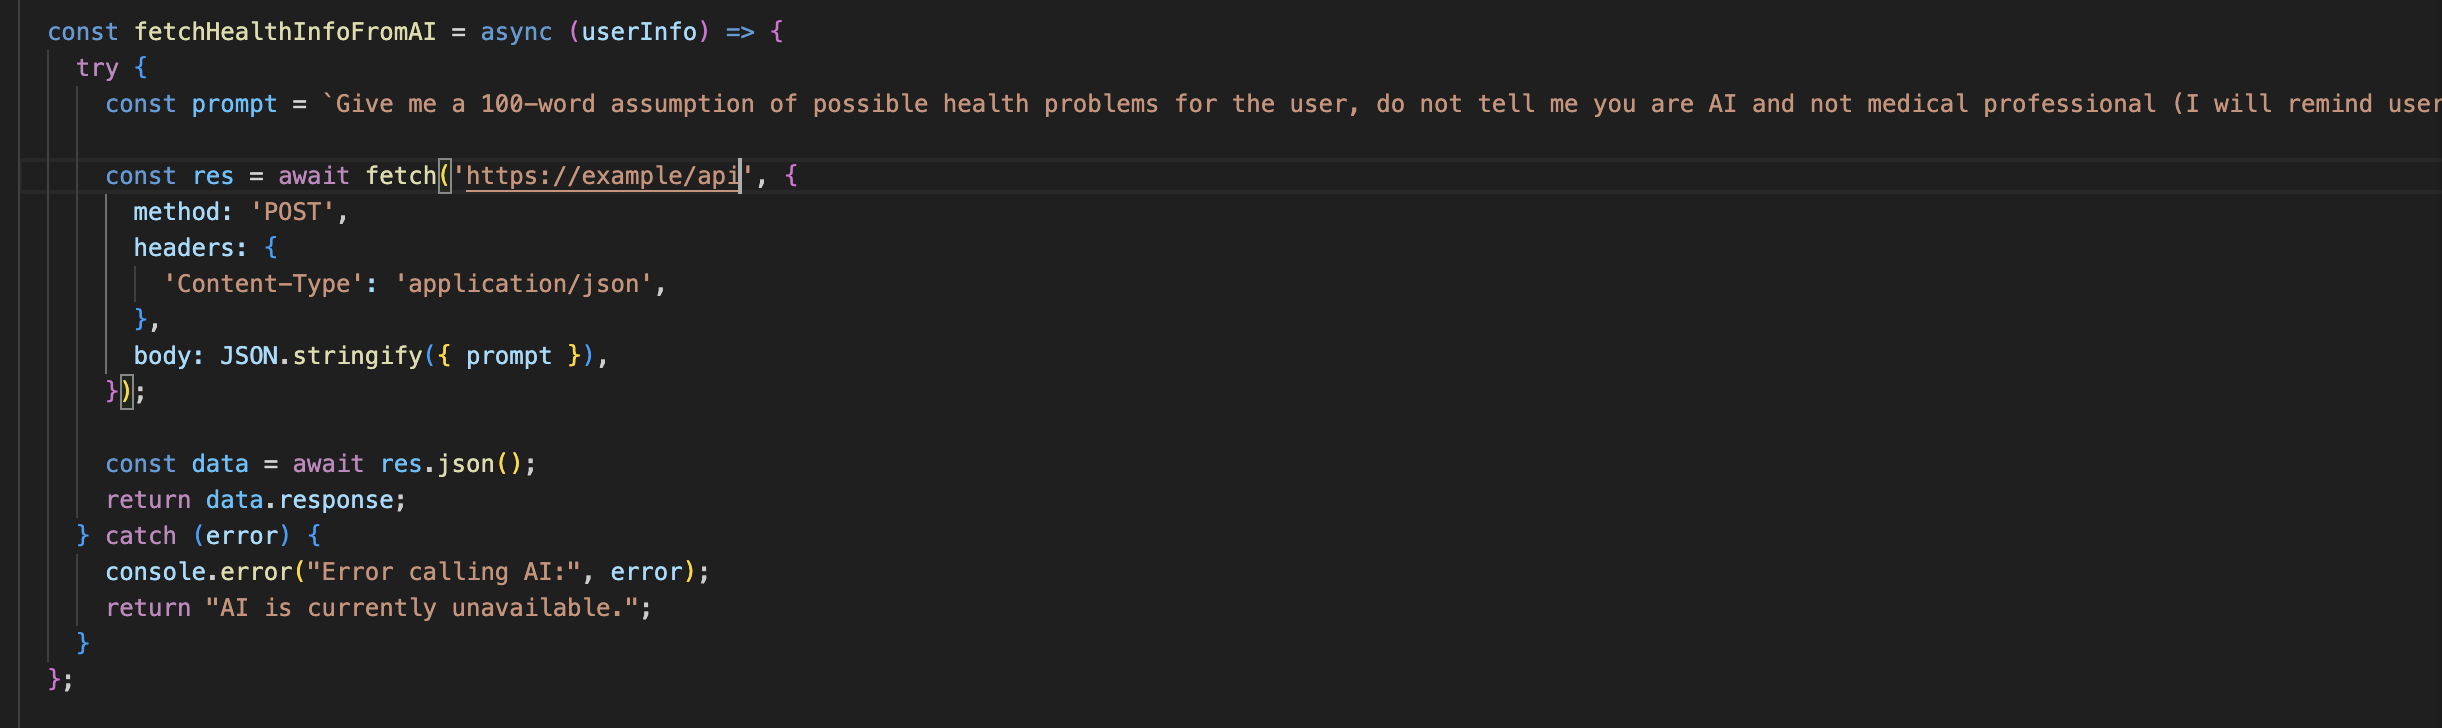 const fetchHealthInfoFromAI = async (userInfo) => {
try {
const prompt = `Give me a 100-word assumption of possible health problems for the user, do not tell me you are AI and not medical professional (I will remind user
const res = await fetch('https://example/api', {
method: 'POST',
headers: {
'Content-Type': 'application/json',
},
body: JSON.stringify({ prompt }),
});
const data = await res.json();
return data.response;
} catch (error) {
console.error("Error calling AI:", error);
return "AI is currently unavailable.";
}
};